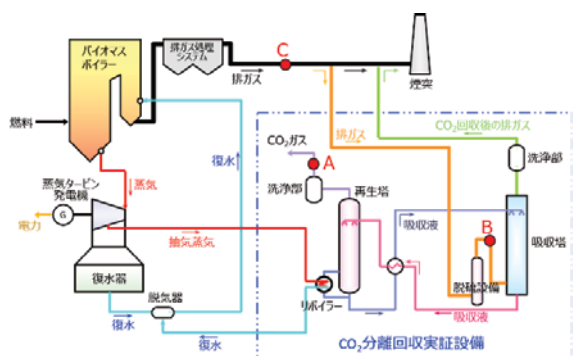 バイオマス
ボイラー
排ガス処理
システム
C
排ガス
煙突
燃料
復水
排ガス
CO₂回収後の排ガス
CO₂ガス
A
洗浄部
洗浄部
再生塔
蒸気
蒸気タービン
発電機
G
電力
吸収液
B
抽気蒸気
吸収塔
復水器
脱気器
リボイラー
脱硫設備
復水
復水
吸収液
CO₂分離回収実証設備